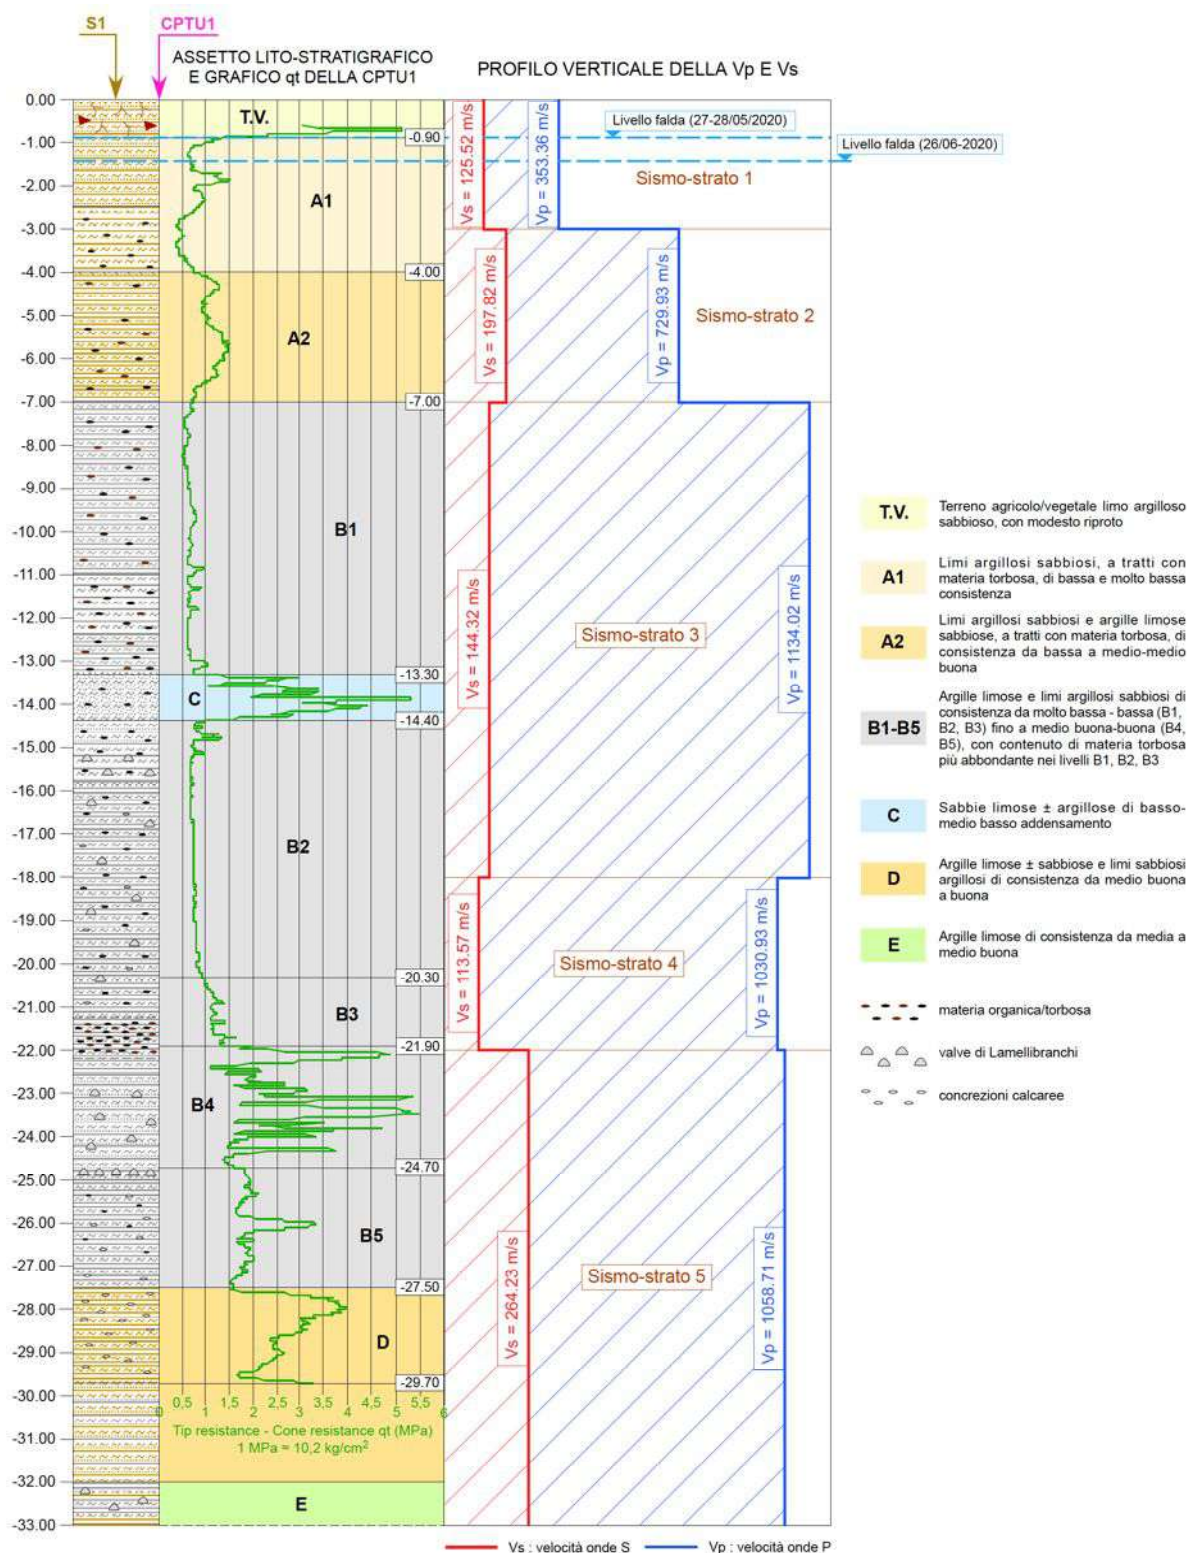 S1
CPTU1
ASSETTO LITO-STRATIGRAFICO
E GRAFICO qt DELLA CPTU1
PROFILO VERTICALE DELLA Vp E Vs
0.00
-1.00
-2.00
-3.00
-4.00
-5.00
-6.00
-7.00
-8.00
-9.00
-10.00
-11.00
-12.00
-13.00
-14.00
-15.00
-16.00
-17.00
-18.00
-19.00
-20.00
-21.00
-22.00
-23.00
-24.00
-25.00
-26.00
-27.00
-28.00
-29.00
-30.00
-31.00
-32.00
-33.00
T.V.
-0.90
A1
-4.00
A2
-7.00
B1
-13.30
C
-14.40
B2
-20.30
B3
-21.90
B4
-24.70
B5
-27.50
D
-29.70
0 0,5 1 1,5 2 2,5 3 3,5 4 4,5 5 5,5 6
Tip resistance - Cone resistance qt (MPa)
1 MPa = 10,2 kg/cm²
E
Livello falda (27-28/05/2020)
Livello falda (26/06-2020)
Vs = 125.52 m/s
Vp = 353.36 m/s
Sismo-strato 1
Vs = 197.82 m/s
Vp = 729.93 m/s
Sismo-strato 2
Vs = 144.32 m/s
Sismo-strato 3
Vp = 1134.02 m/s
Vs = 113.57 m/s
Sismo-strato 4
Vp = 1030.93 m/s
Vs = 264.23 m/s
Sismo-strato 5
Vp = 1058.71 m/s
Vs : velocità onde S
Vp : velocità onde P
T.V.
Terreno agricolo/vegetale limo argilloso
sabbioso, con modesto riproto
A1
Limi argillosi sabbiosi, a tratti con
materia torbosa, di bassa e molto bassa
consistenza
A2
Limi argillosi sabbiosi e argille limose
sabbiose, a tratti con materia torbosa, di
consistenza da bassa a medio-medio
buona
B1-B5
Argille limose e limi argillosi sabbiosi di
consistenza da molto bassa - bassa (B1,
B2, B3) fino a medio buona-buona (B4,
B5), con contenuto di materia torbosa
più abbondante nei livelli B1, B2, B3
C
Sabbie limose ± argillose di basso-
medio basso addensamento
D
Argille limose ± sabbiose e limi sabbiosi
argillosi di consistenza da medio buona
a buona
E
Argille limose di consistenza da media a
medio buona
materia organica/torbosa
valve di Lamellibranchi
concrezioni calcaree